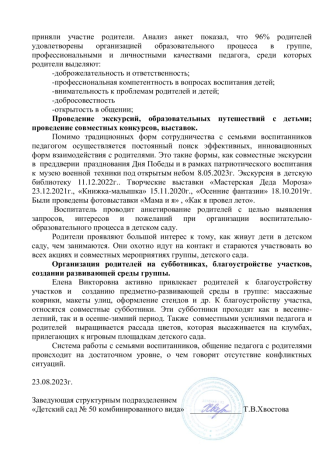 приняли участие родители. Анализ анкет показал, что 96% родителей
удовлетворены организацией образовательного процесса в группе,
профессиональными и личностными качествами педагога, среди которых
родители выделяют:
-доброжелательность и ответственность;
-профессиональная компетентность в вопросах воспитания детей;
-внимательность к проблемам родителей и детей;
-добросовестность
-открытость в общении;
Проведение экскурсий, образовательных путешествий с детьми;
проведение совместных конкурсов, выставок.
Помимо традиционных форм сотрудничества с семьями воспитанников
педагогом осуществляется постоянный поиск эффективных, инновационных
форм взаимодействия с родителями. Это такие формы, как совместные экскурсии
в преддверии празднования Дня Победы и в рамках патриотического воспитания
к музею военной техники под открытым небом 8.05.2023г. Экскурсия в детскую
библиотеку 11.12.2022г.. Творческие выставки «Мастерская Деда Мороза»
23.12.2021г., «Книжка-малышка» 15.11.2020г., «Осенние фантазии» 18.10.2019г.
Были проведены фотовыставки «Мама и я» , «Как я провел лето».
Воспитатель проводит анкетирование родителей с целью выявления
запросов, интересов и пожеланий при организации воспитательно-
образовательного процесса в детском саду.
Родители проявляют большой интерес к тому, как живут дети в детском
саду, чем занимаются. Они охотно идут на контакт и стараются участвовать во
всех акциях и совместных мероприятиях группы, детского сада.
Организация родителей на субботниках, благоустройстве участков,
создании развивающей среды группы.
Елена Викторовна активно привлекает родителей к благоустройству
участков и созданию предметно-развивающей среды в группе: массажные
коврики, макеты улиц, оформление стендов и др. К благоустройству участка,
относятся совместные субботники. Эти субботники проходят как в весенне-
летний, так и в осенне-зимний период. Также совместными усилиями педагога и
родителей выращивается рассада цветов, которая высаживается на клумбах,
прилегающих к игровым площадкам детского сада.
Система работы с семьями воспитанников, общение педагога с родителями
происходит на достаточном уровне, о чем говорит отсутствие конфликтных
ситуаций.
23.08.2023г.
Заведующая структурным подразделением
«Детский сад № 50 комбинированного вида» Т.В.Хвостова